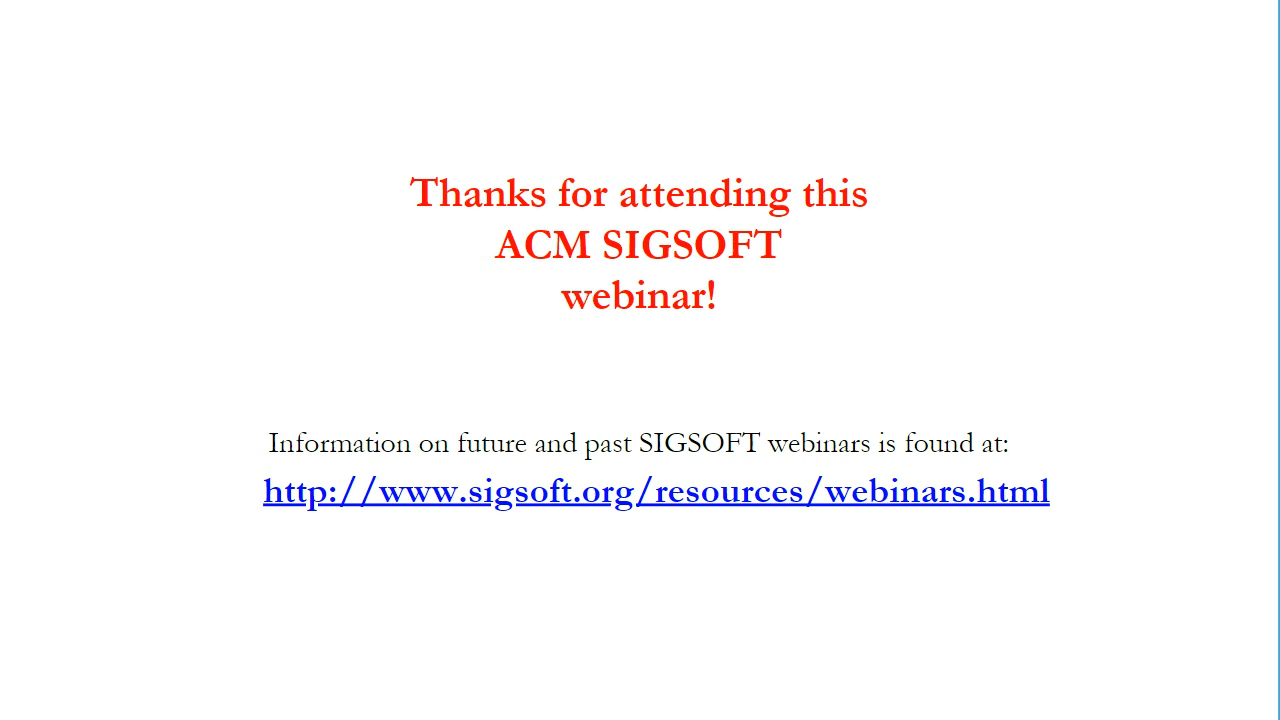 Thanks for attending this
ACM SIGSOFT
webinar!
Information on future and past SIGSOFT webinars is found at:
http://www.sigsoft.org/resources/webinars.html